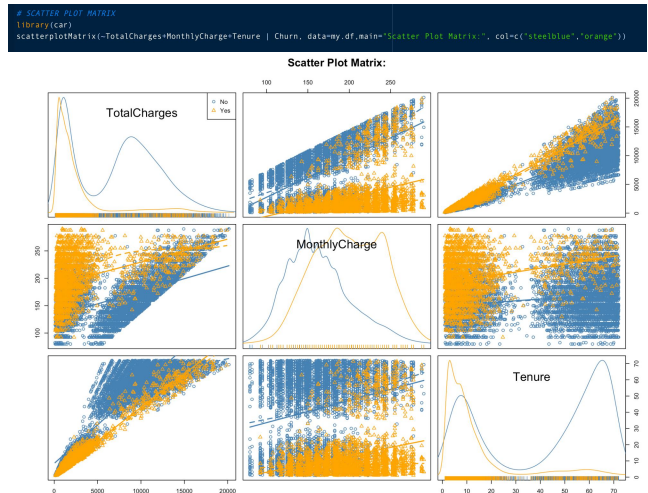 # SCATTER PLOT MATRIX
library(car)
scatterplotMatrix(~TotalCharges+MonthlyCharge+Tenure | Churn, data=my.df,main="Scatter Plot Matrix:", col=c("steelblue","orange"))
Scatter Plot Matrix:
100 150 200 250
TotalCharges
No
Yes
0 5000 10000 15000 20000
100 150 200 250
MonthlyCharge
Tenure
0 10 20 30 40 50 60 70
0 5000 10000 15000 20000
0 10 20 30 40 50 60 70